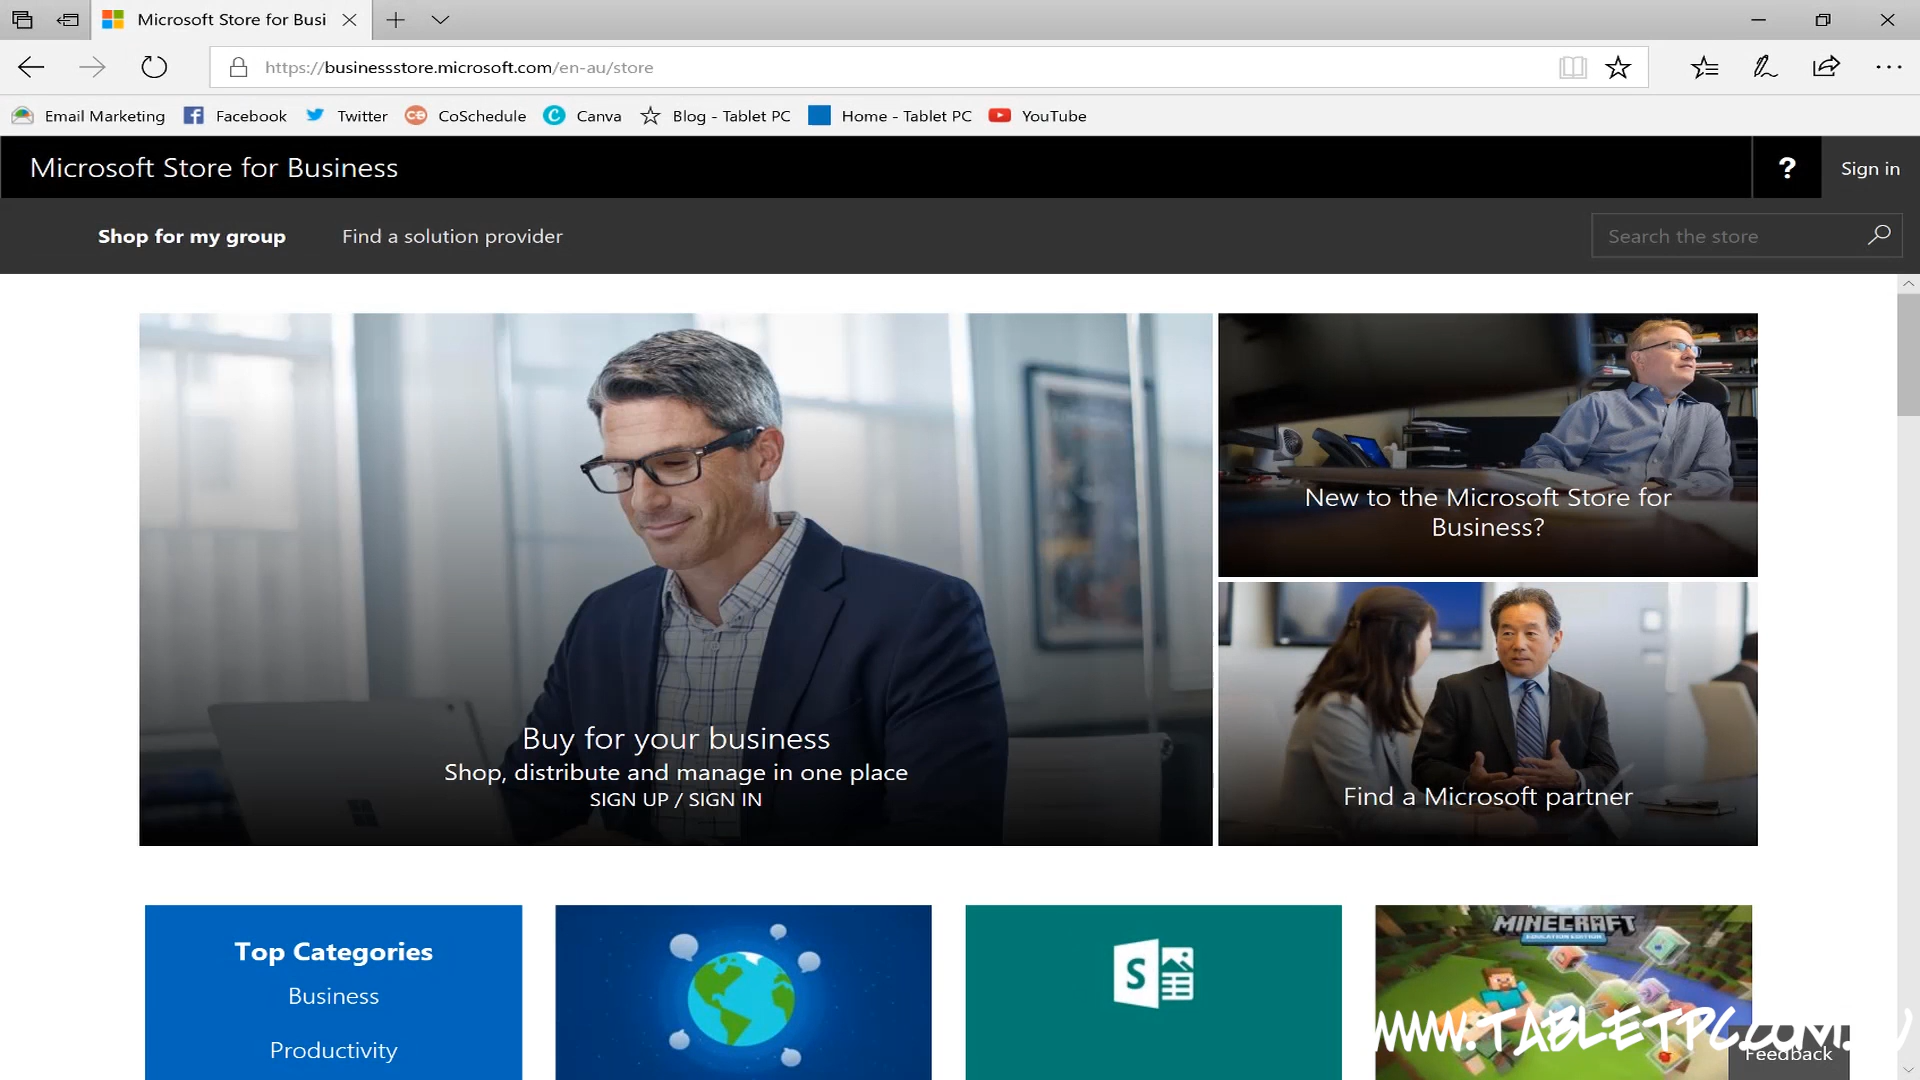 Microsoft Store for Busi
https://businessstore.microsoft.com/en-au/store
Email Marketing Facebook Twitter CoSchedule Canva Blog - Tablet PC Home - Tablet PC YouTube
Microsoft Store for Business ? Sign in
Shop for my group Find a solution provider Search the store
New to the Microsoft Store for
Business?
Buy for your business
Shop, distribute and manage in one place
SIGN UP / SIGN IN
Find a Microsoft partner
Top Categories
Business
Productivity
S
MINECRAFT
EDUCATION EDITION
WWW.TABLETPC.COM.AU
Feedback